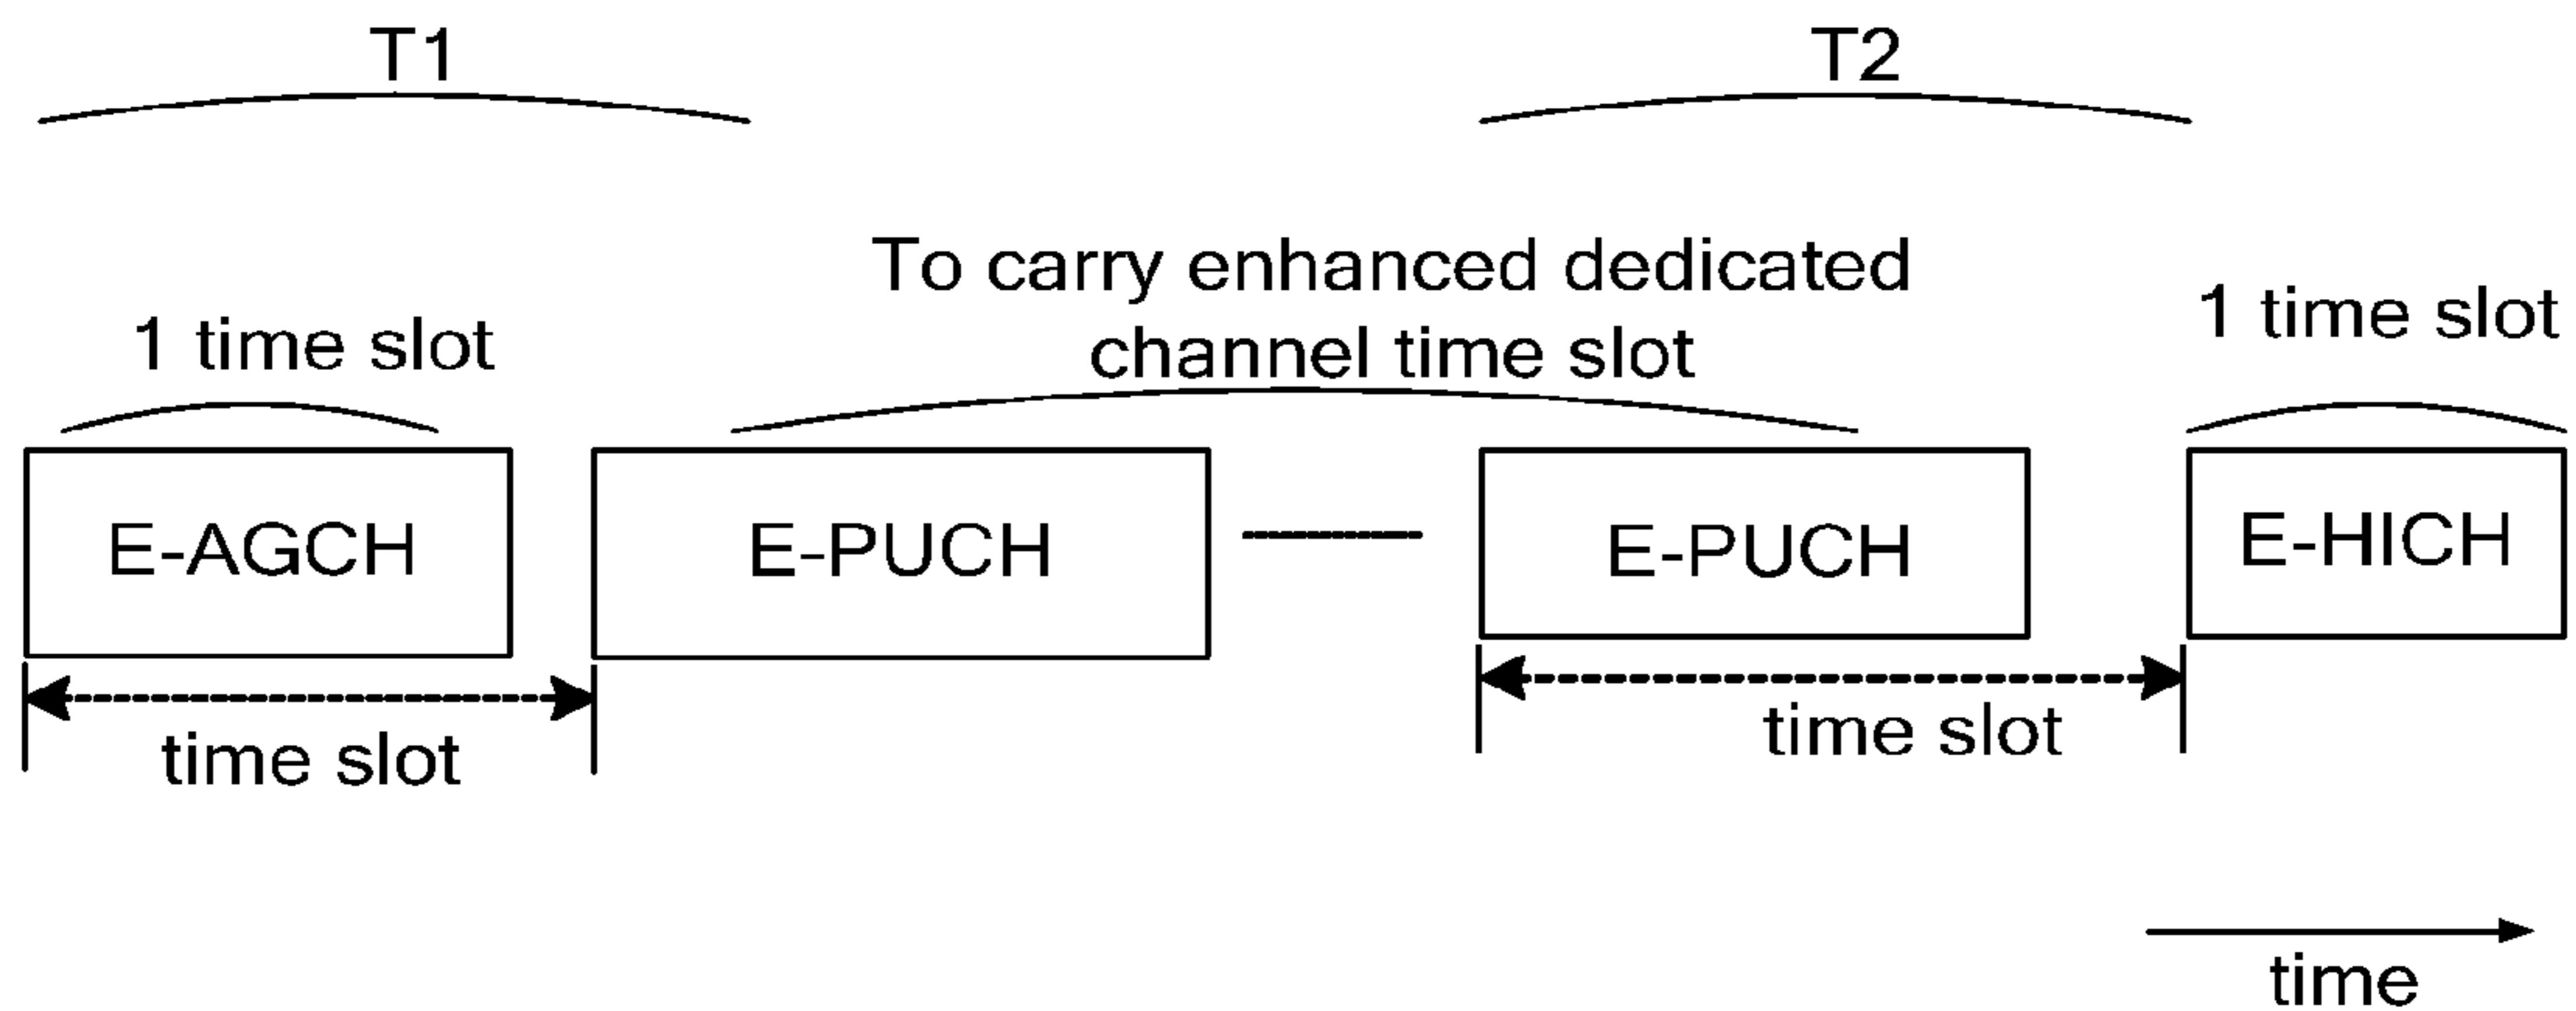 T1
T2
To carry enhanced dedicated
channel time slot
1 time slot
1 time slot
E-AGCH
E-PUCH
E-PUCH
E-HICH
time slot
time slot
time